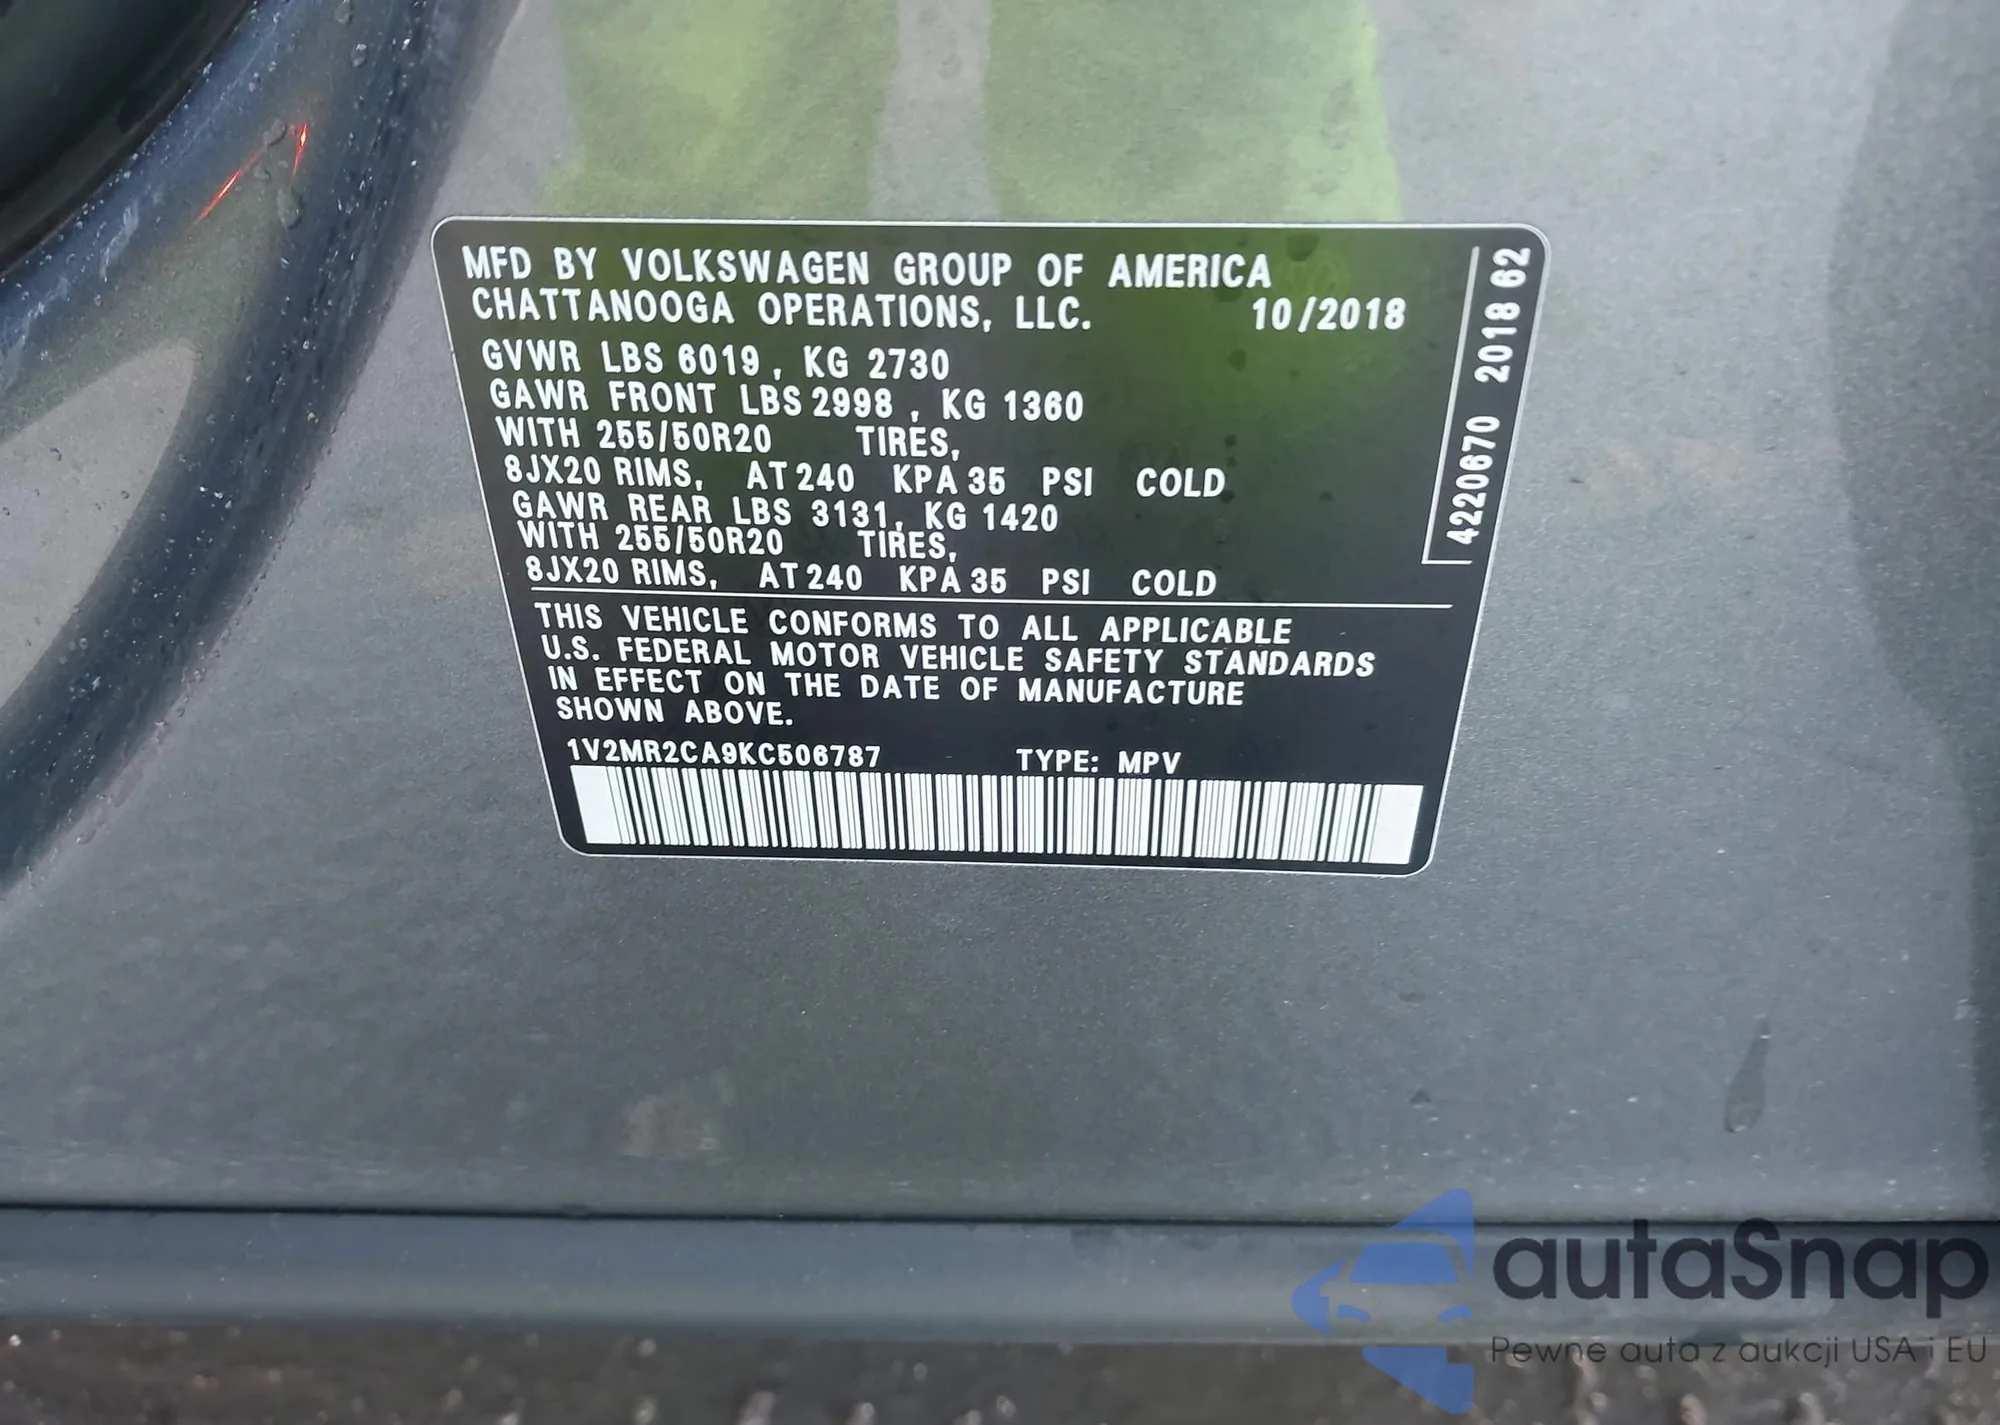 MFD BY VOLKSWAGEN GROUP OF AMERICA
CHATTANOOGA OPERATIONS, LLC. 10/2018
GVWR LBS 6019, KG 2730
GAWR FRONT LBS 2998, KG 1360
WITH 255/50R20 TIRES,
8JX20 RIMS, AT 240 KPA 35 PSI COLD
GAWR REAR LBS 3131, KG 1420
WITH 255/50R20 TIRES,
8JX20 RIMS, AT 240 KPA 35 PSI COLD
THIS VEHICLE CONFORMS TO ALL APPLICABLE
U.S. FEDERAL MOTOR VEHICLE SAFETY STANDARDS
IN EFFECT ON THE DATE OF MANUFACTURE
SHOWN ABOVE.
1V2MR2CA9KC506787 TYPE: MPV
4220670 2018 62
autaSnap
Pewne auta z aukcji USA i EU